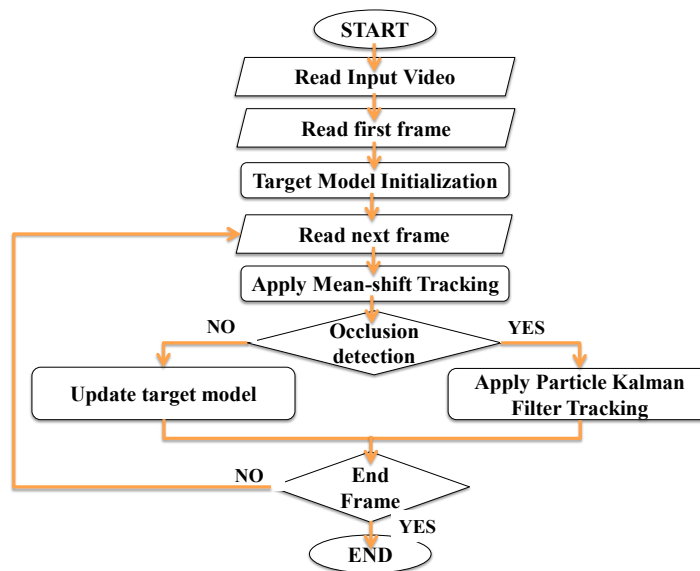 START
Read Input Video
Read first frame
Target Model Initialization
Read next frame
Apply Mean-shift Tracking
Occlusion
detection
NO
YES
Update target model
Apply Particle Kalman
Filter Tracking
End
Frame
NO
YES
END